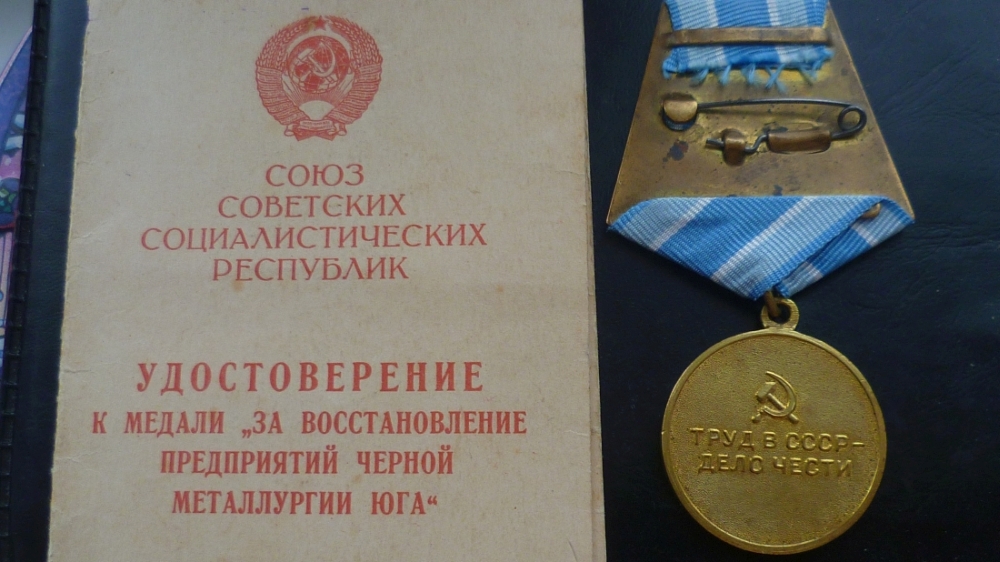 СОЮЗ
СОВЕТСКИХ
СОЦИАЛИСТИЧЕСКИХ
РЕСПУБЛИК
УДОСТОВЕРЕНИЕ
К МЕДАЛИ „ЗА ВОССТАНОВЛЕНИЕ
ПРЕДПРИЯТИЙ ЧЕРНОЙ
МЕТАЛЛУРГИИ ЮГА“
ТРУД В СССР-
ДЕЛО ЧЕСТИ